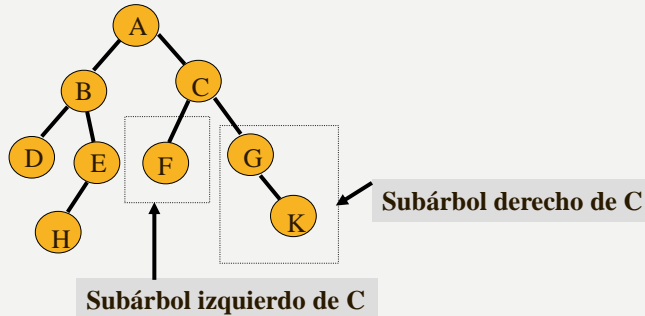 A
B
C
D
E
F
G
H
K
Subárbol derecho de C
Subárbol izquierdo de C